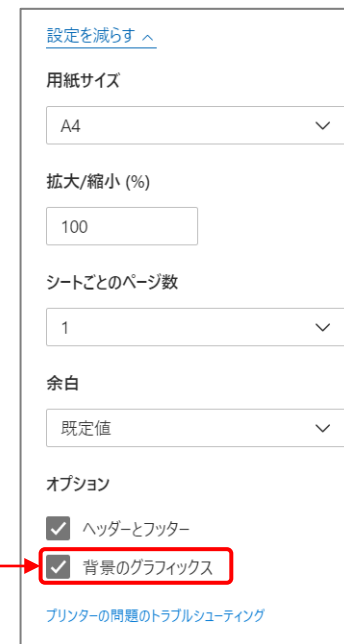 設定を減らす
用紙サイズ
A4
拡大/縮小 (%)
100
シートごとのページ数
1
余白
既定値
オプション
ヘッダーとフッター
背景のグラフィックス
プリンターの問題のトラブルシューティング